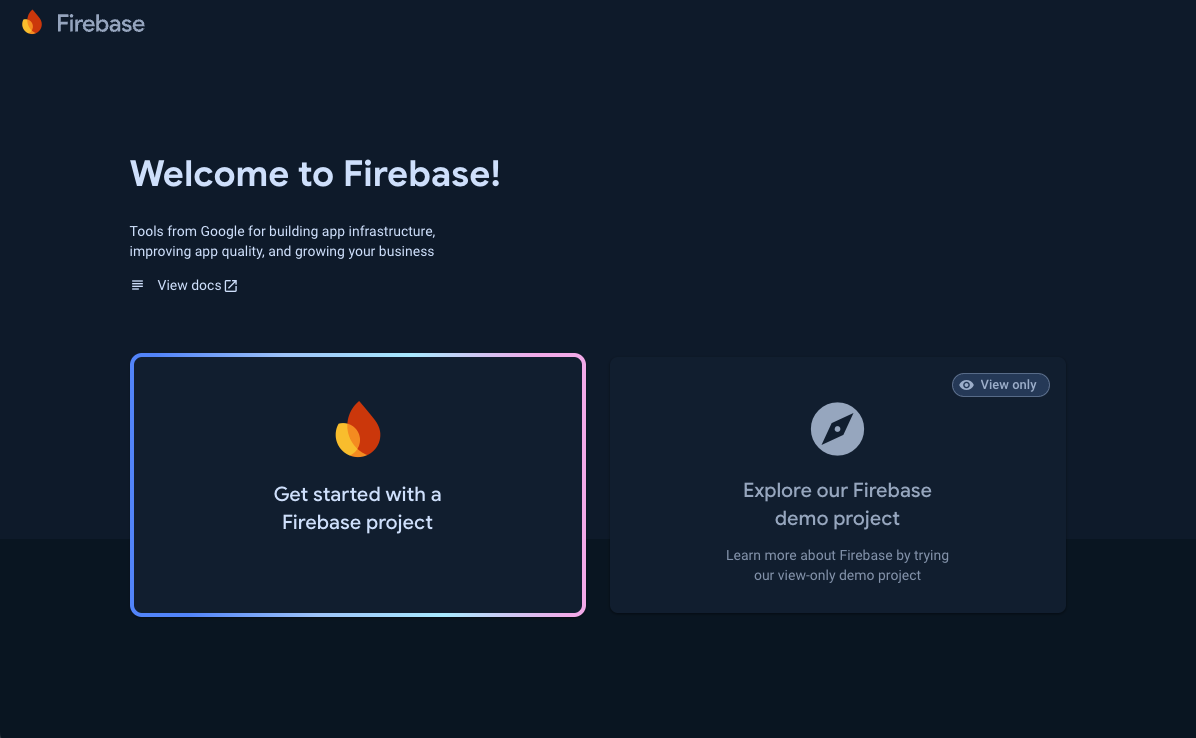 Firebase
Welcome to Firebase!
Tools from Google for building app infrastructure,
improving app quality, and growing your business
View docs
Get started with a
Firebase project
View only
Explore our Firebase
demo project
Learn more about Firebase by trying
our view-only demo project